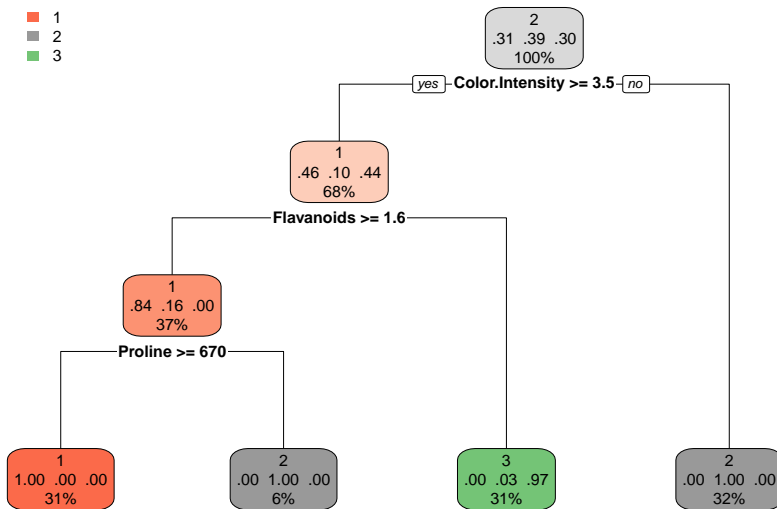 1
2
3
2
.31 .39 .30
100%
yes Color.Intensity >= 3.5 no
1
.46 .10 .44
68%
Flavanoids >= 1.6
1
.84 .16 .00
37%
Proline >= 670
1
1.00 .00 .00
31%
2
.00 1.00 .00
6%
3
.00 .03 .97
31%
2
.00 1.00 .00
32%